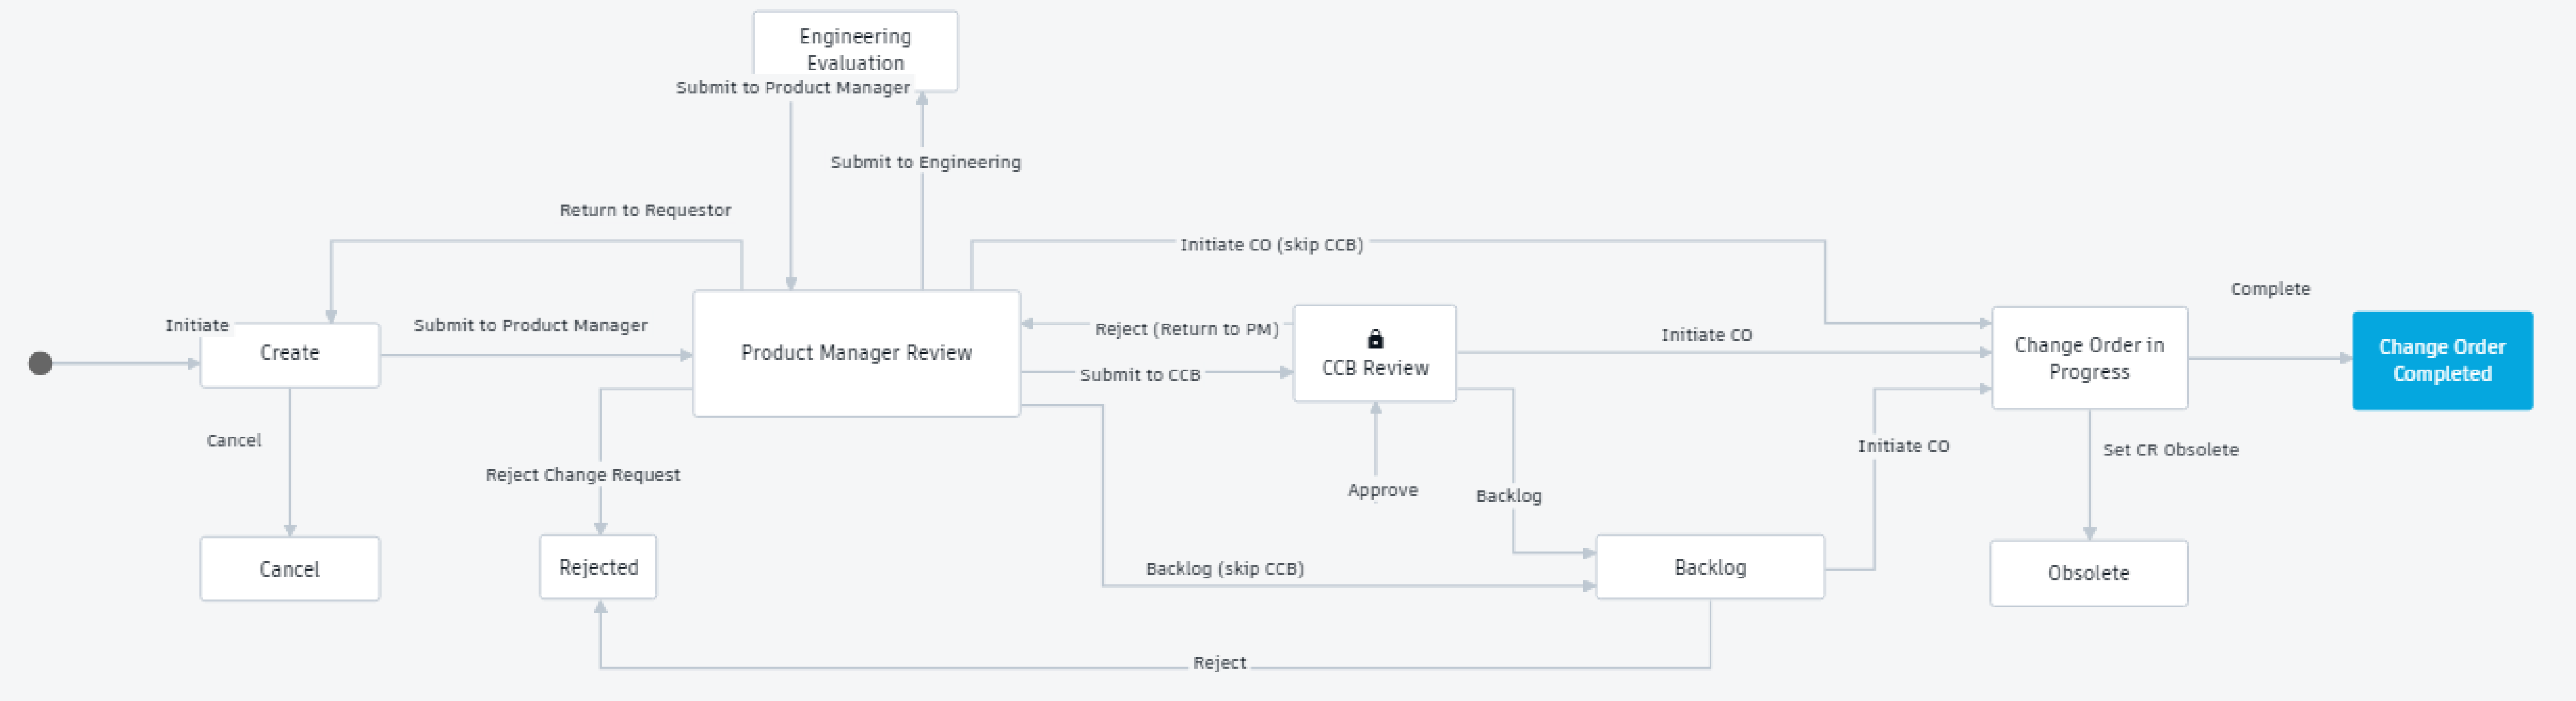 Engineering
Evaluation
Submit to Product Manager
Submit to Engineering
Return to Requestor
Initiate CO (skip CCB)
Complete
Initiate
Create
Submit to Product Manager
Product Manager Review
Reject (Return to PM)
Submit to CCB
CCB Review
Initiate CO
Change Order in
Progress
Change Order
Completed
Cancel
Reject Change Request
Approve
Backlog
Initiate CO
Set CR Obsolete
Cancel
Rejected
Backlog (skip CCB)
Backlog
Obsolete
Reject